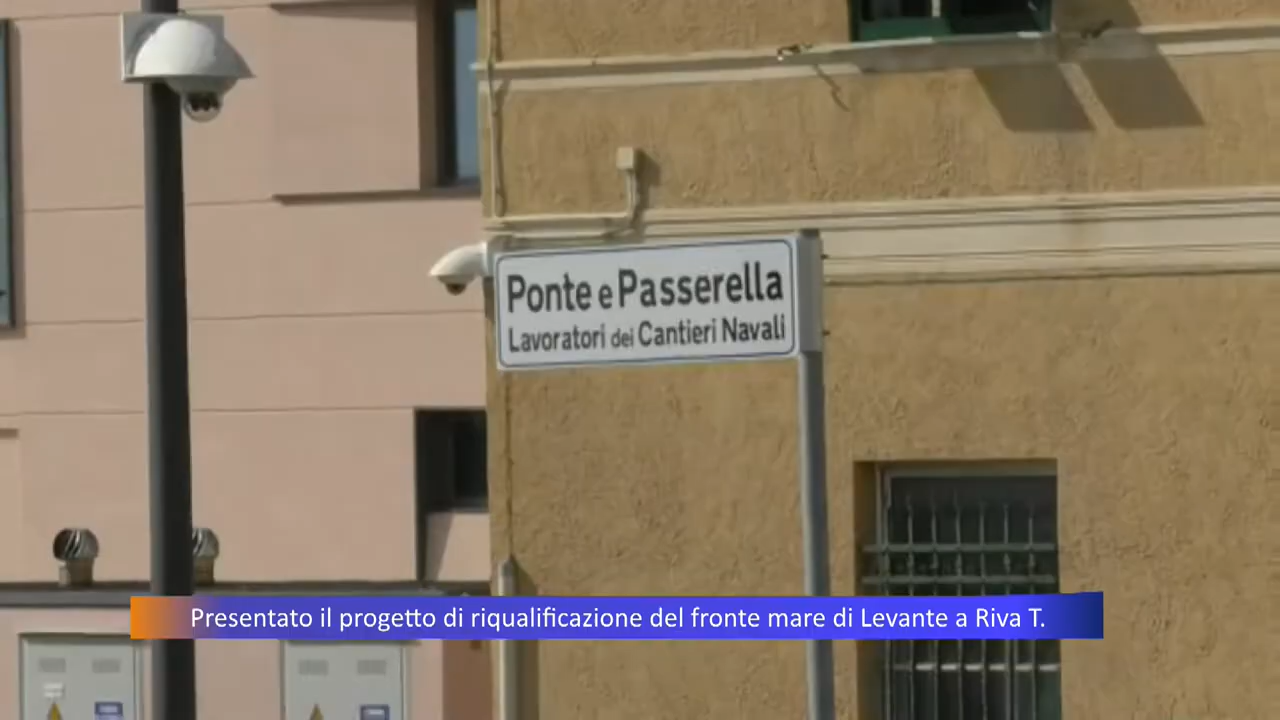 Ponte e Passerella
Lavoratori dei Cantieri Navali
Presentato il progetto di riqualificazione del fronte mare di Levante a Riva T.